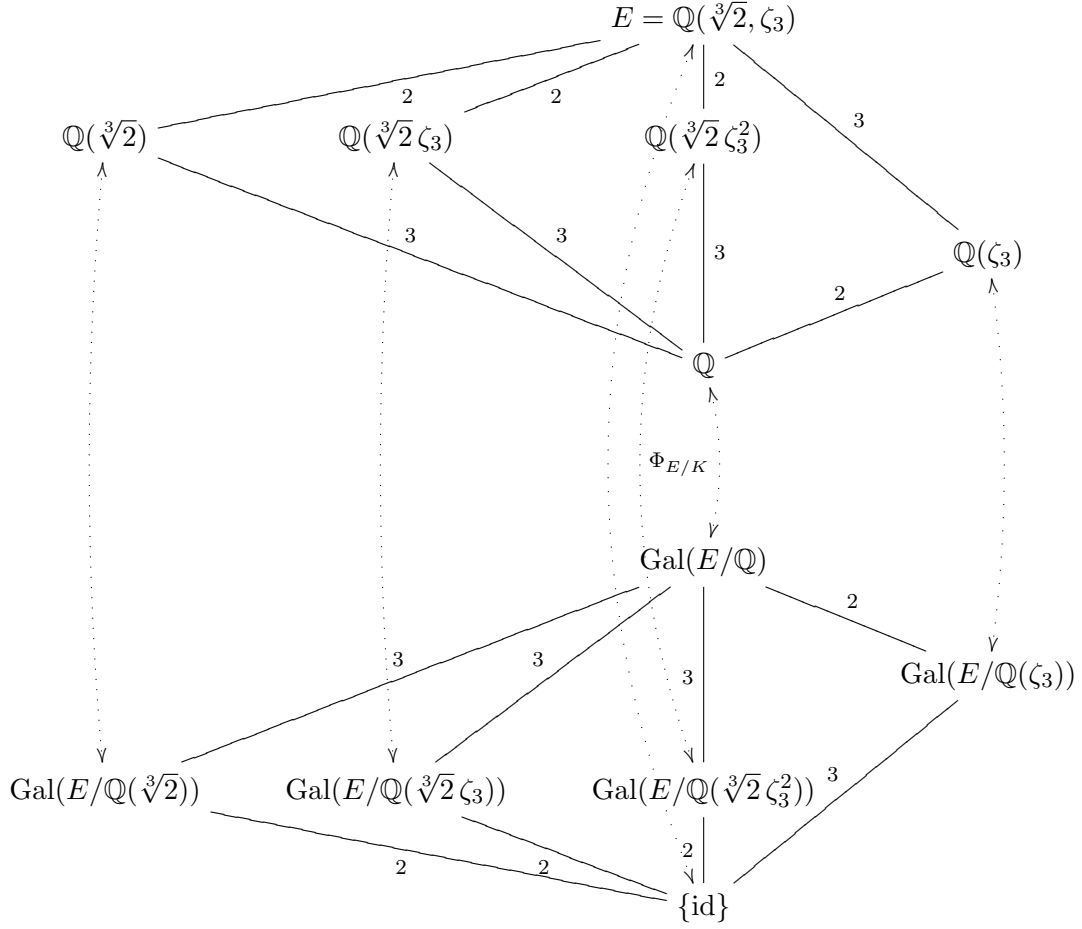 E = ℚ(∛2, ζ₃)
2 2 2 3
ℚ(∛2) ℚ(∛2 ζ₃) ℚ(∛2 ζ₃²)
3 3 3
ℚ(ζ₃)
2
ℚ
Φ_{E/K}
Gal(E/ℚ)
3 3 3 2
Gal(E/ℚ(ζ₃))
Gal(E/ℚ(∛2)) Gal(E/ℚ(∛2 ζ₃)) Gal(E/ℚ(∛2 ζ₃²))
2 2 2 3
{id}